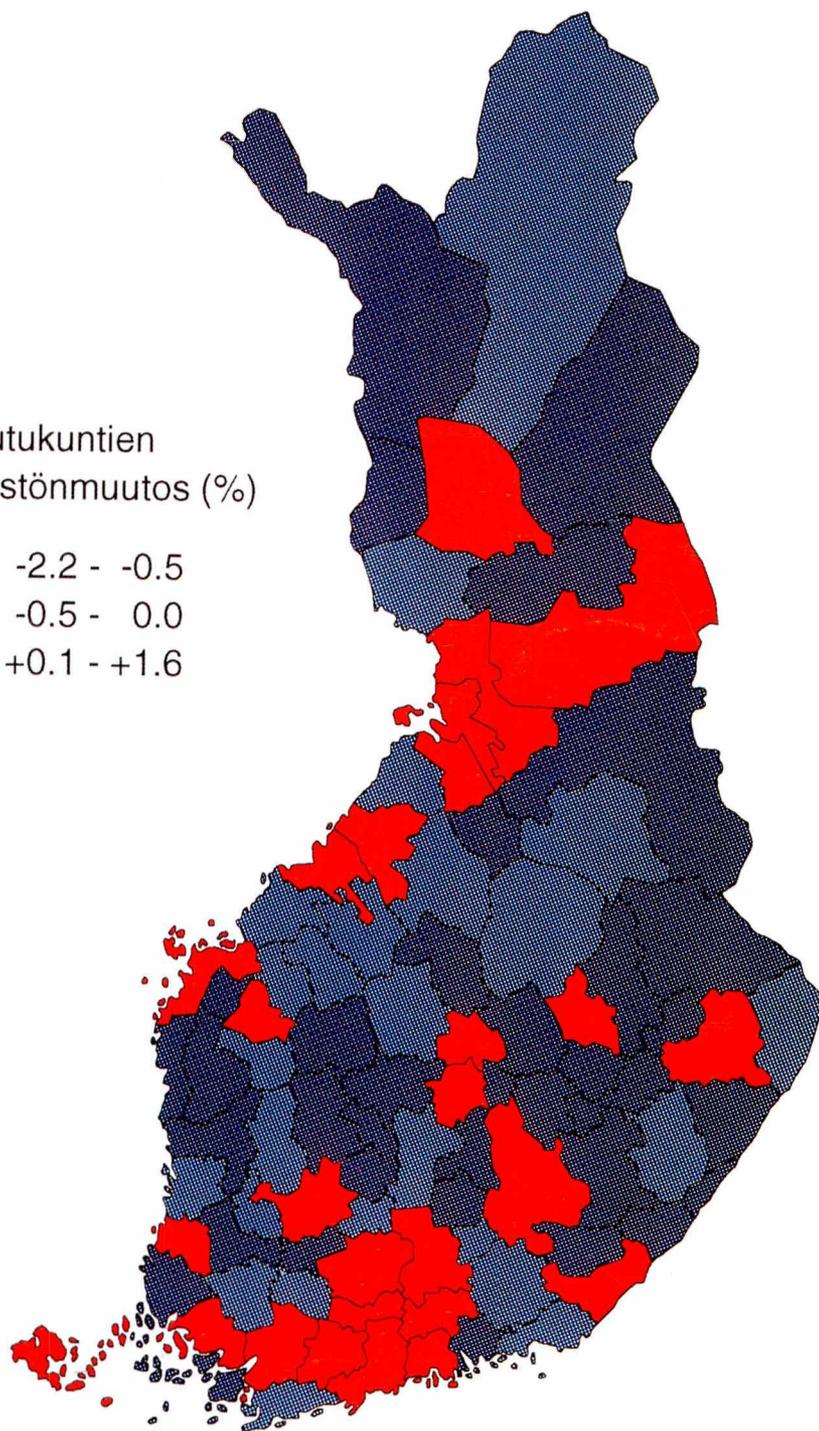 utukuntien
stönmuutos (%)
-2.2 - -0.5
-0.5 - 0.0
+0.1 - +1.6